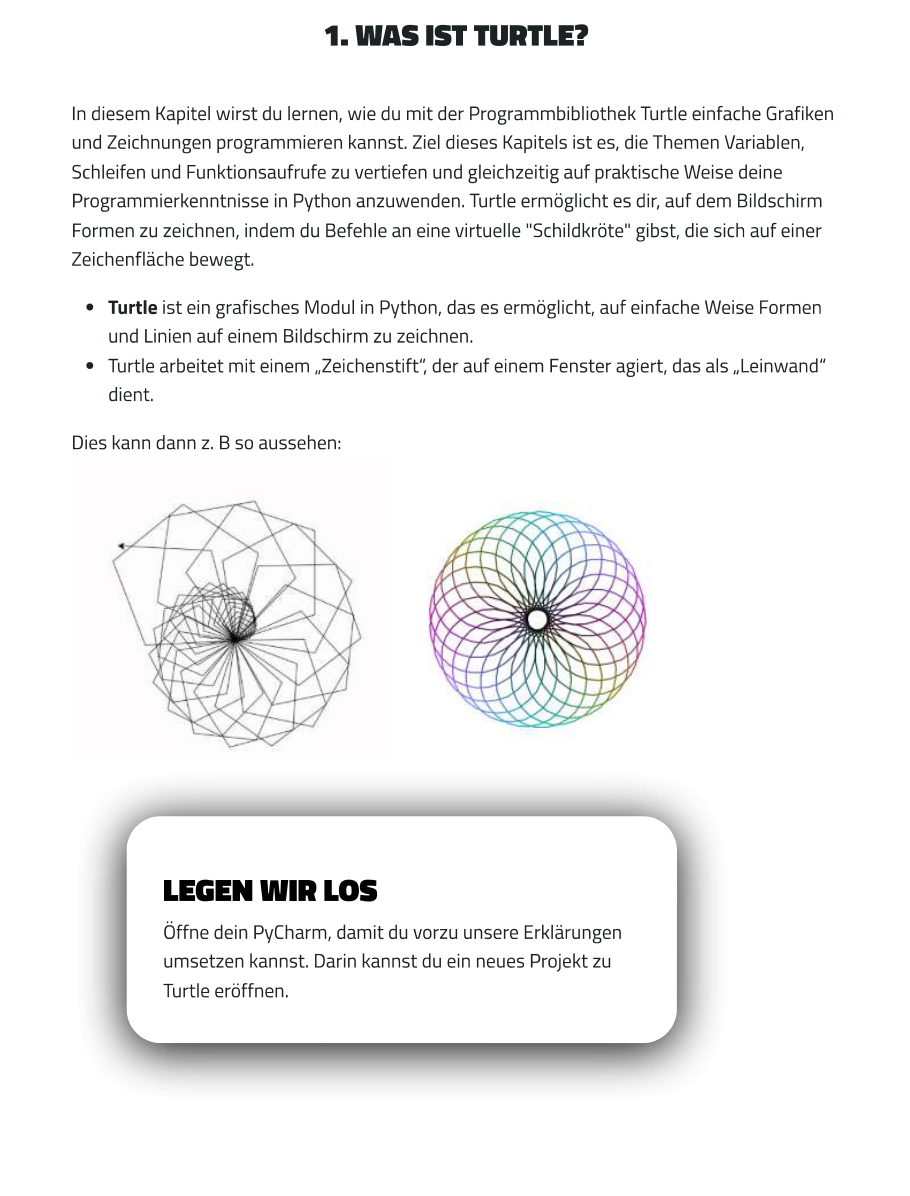 1. WAS IST TURTLE?
In diesem Kapitel wirst du lernen, wie du mit der Programmbibliothek Turtle einfache Grafiken
und Zeichnungen programmieren kannst. Ziel dieses Kapitels ist es, die Themen Variablen,
Schleifen und Funktionsaufrufe zu vertiefen und gleichzeitig auf praktische Weise deine
Programmierkenntnisse in Python anzuwenden. Turtle ermöglicht es dir, auf dem Bildschirm
Formen zu zeichnen, indem du Befehle an eine virtuelle "Schildkröte" gibst, die sich auf einer
Zeichenfläche bewegt.
• Turtle ist ein grafisches Modul in Python, das es ermöglicht, auf einfache Weise Formen
und Linien auf einem Bildschirm zu zeichnen.
• Turtle arbeitet mit einem „Zeichenstift“, der auf einem Fenster agiert, das als „Leinwand“
dient.
Dies kann dann z. B so aussehen:
LEGEN WIR LOS
Öffne dein PyCharm, damit du vorzu unsere Erklärungen
umsetzen kannst. Darin kannst du ein neues Projekt zu
Turtle eröffnen.